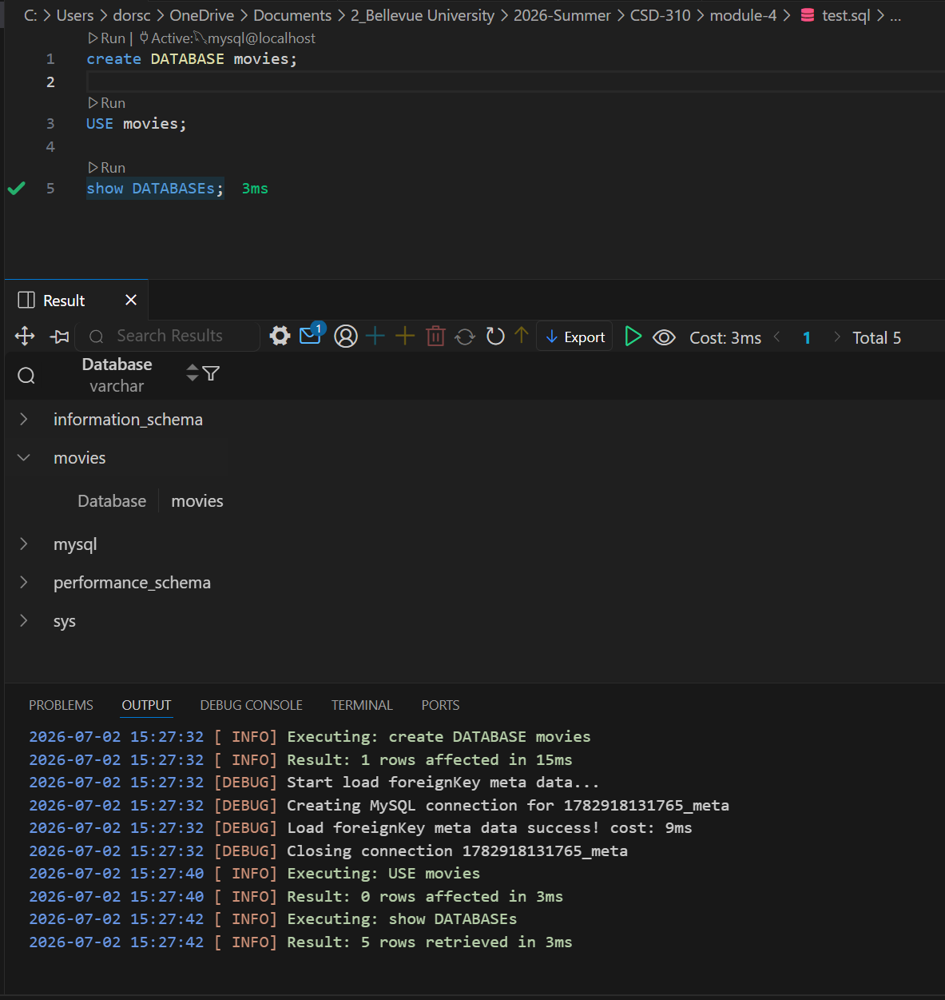 C: > Users > dorsc > OneDrive > Documents > 2_Bellevue University > 2026-Summer > CSD-310 > module-4 > test.sql > ...
Run | Active: mysql@localhost
1 create DATABASE movies;
2
Run
3 USE movies;
4
Run
5 show DATABASEs; 3ms
Result
Search Results 1 Export Cost: 3ms < 1 > Total 5
Database
varchar
information_schema
movies
Database movies
mysql
performance_schema
sys
PROBLEMS OUTPUT DEBUG CONSOLE TERMINAL PORTS
2026-07-02 15:27:32 [ INFO] Executing: create DATABASE movies
2026-07-02 15:27:32 [ INFO] Result: 1 rows affected in 15ms
2026-07-02 15:27:32 [DEBUG] Start load foreignKey meta data...
2026-07-02 15:27:32 [DEBUG] Creating MySQL connection for 1782918131765_meta
2026-07-02 15:27:32 [DEBUG] Load foreignKey meta data success! cost: 9ms
2026-07-02 15:27:32 [DEBUG] Closing connection 1782918131765_meta
2026-07-02 15:27:40 [ INFO] Executing: USE movies
2026-07-02 15:27:40 [ INFO] Result: 0 rows affected in 3ms
2026-07-02 15:27:42 [ INFO] Executing: show DATABASEs
2026-07-02 15:27:42 [ INFO] Result: 5 rows retrieved in 3ms